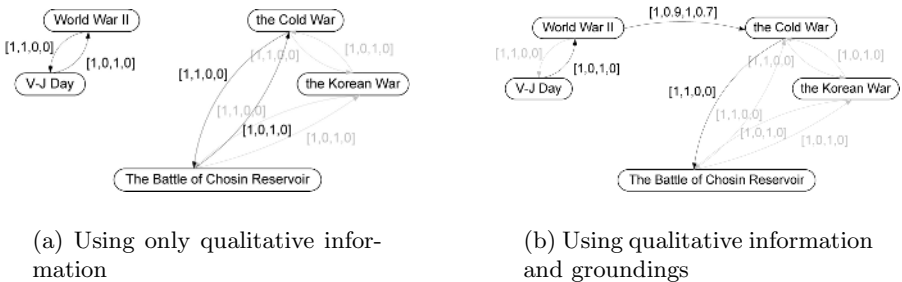 World War II
the Cold War
[1,1,0,0]
[1,0,1,0]
[1,1,0,0]
[1,0,1,0]
V-J Day
[1,1,0,0]
the Korean War
[1,1,0,0]
[1,0,1,0]
[1,0,1,0]
The Battle of Chosin Reservoir
(a) Using only qualitative infor-
mation
World War II
[1,0.9,1,0.7]
the Cold War
[1,1,0,0]
[1,0,1,0]
[1,1,0,0]
[1,0,1,0]
V-J Day
[1,1,0,0]
the Korean War
[1,1,0,0]
[1,0,1,0]
[1,0,1,0]
The Battle of Chosin Reservoir
(b) Using qualitative information
and groundings